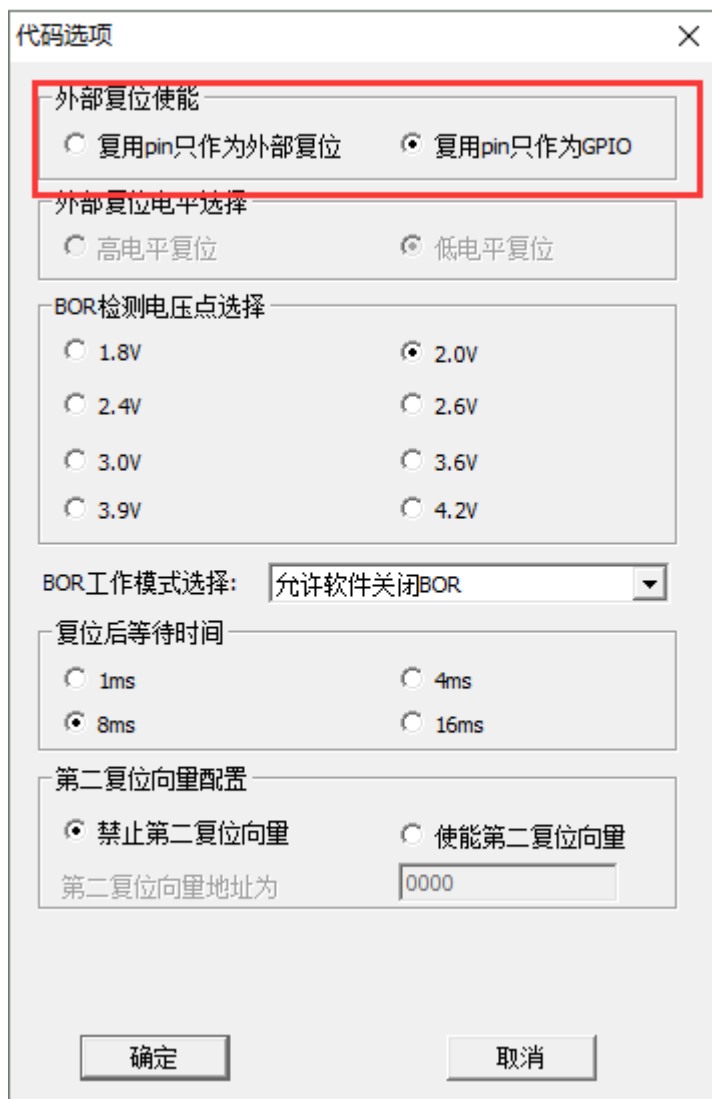 代码选项
外部复位使能
复用pin只作为外部复位 复用pin只作为GPIO
外部复位电平选择
高电平复位 低电平复位
BOR检测电压点选择
1.8V 2.0V
2.4V 2.6V
3.0V 3.6V
3.9V 4.2V
BOR工作模式选择: 允许软件关闭BOR
复位后等待时间
1ms 4ms
8ms 16ms
第二复位向量配置
禁止第二复位向量 使能第二复位向量
第二复位向量地址为 0000
确定 取消